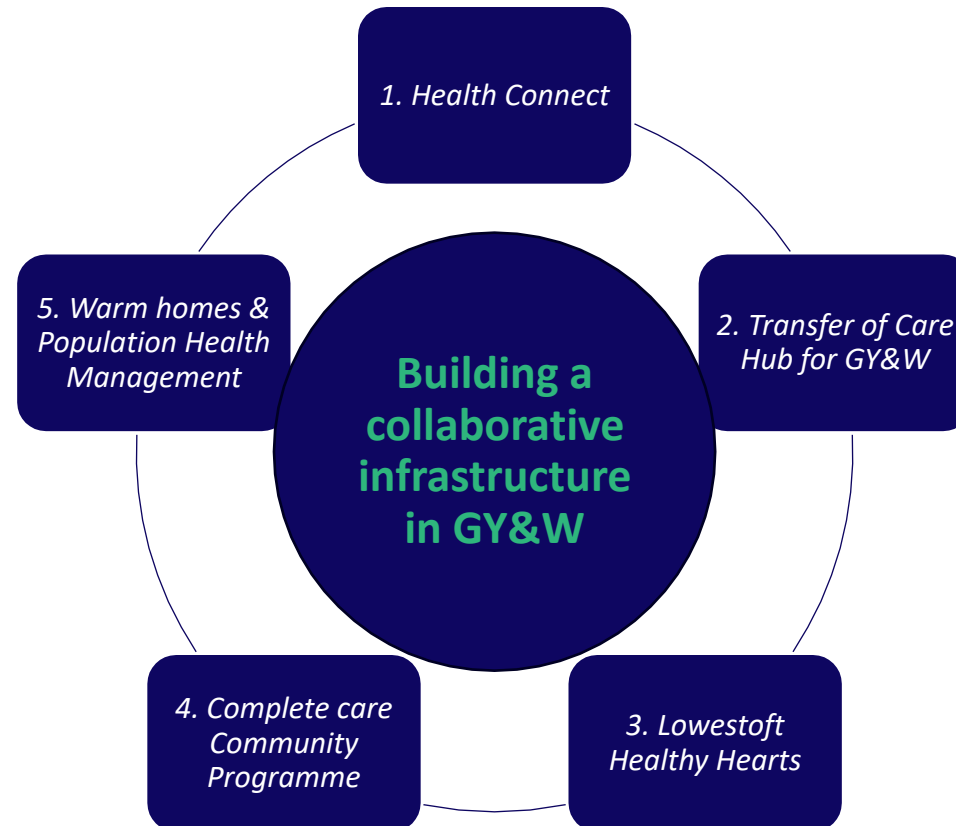 1. Health Connect
2. Transfer of Care
Hub for GY&W
3. Lowestoft
Healthy Hearts
4. Complete care
Community
Programme
5. Warm homes &
Population Health
Management
Building a
collaborative
infrastructure
in GY&W